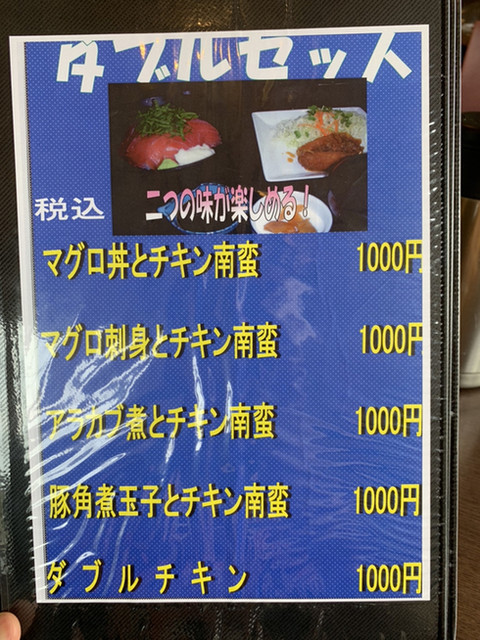 ダブルセット
税込
二つの味が楽しめる!
マグロ丼とチキン南蛮 1000円
マグロ刺身とチキン南蛮 1000円
アラカブ煮とチキン南蛮 1000円
豚角煮玉子とチキン南蛮 1000円
ダブルチキン 1000円